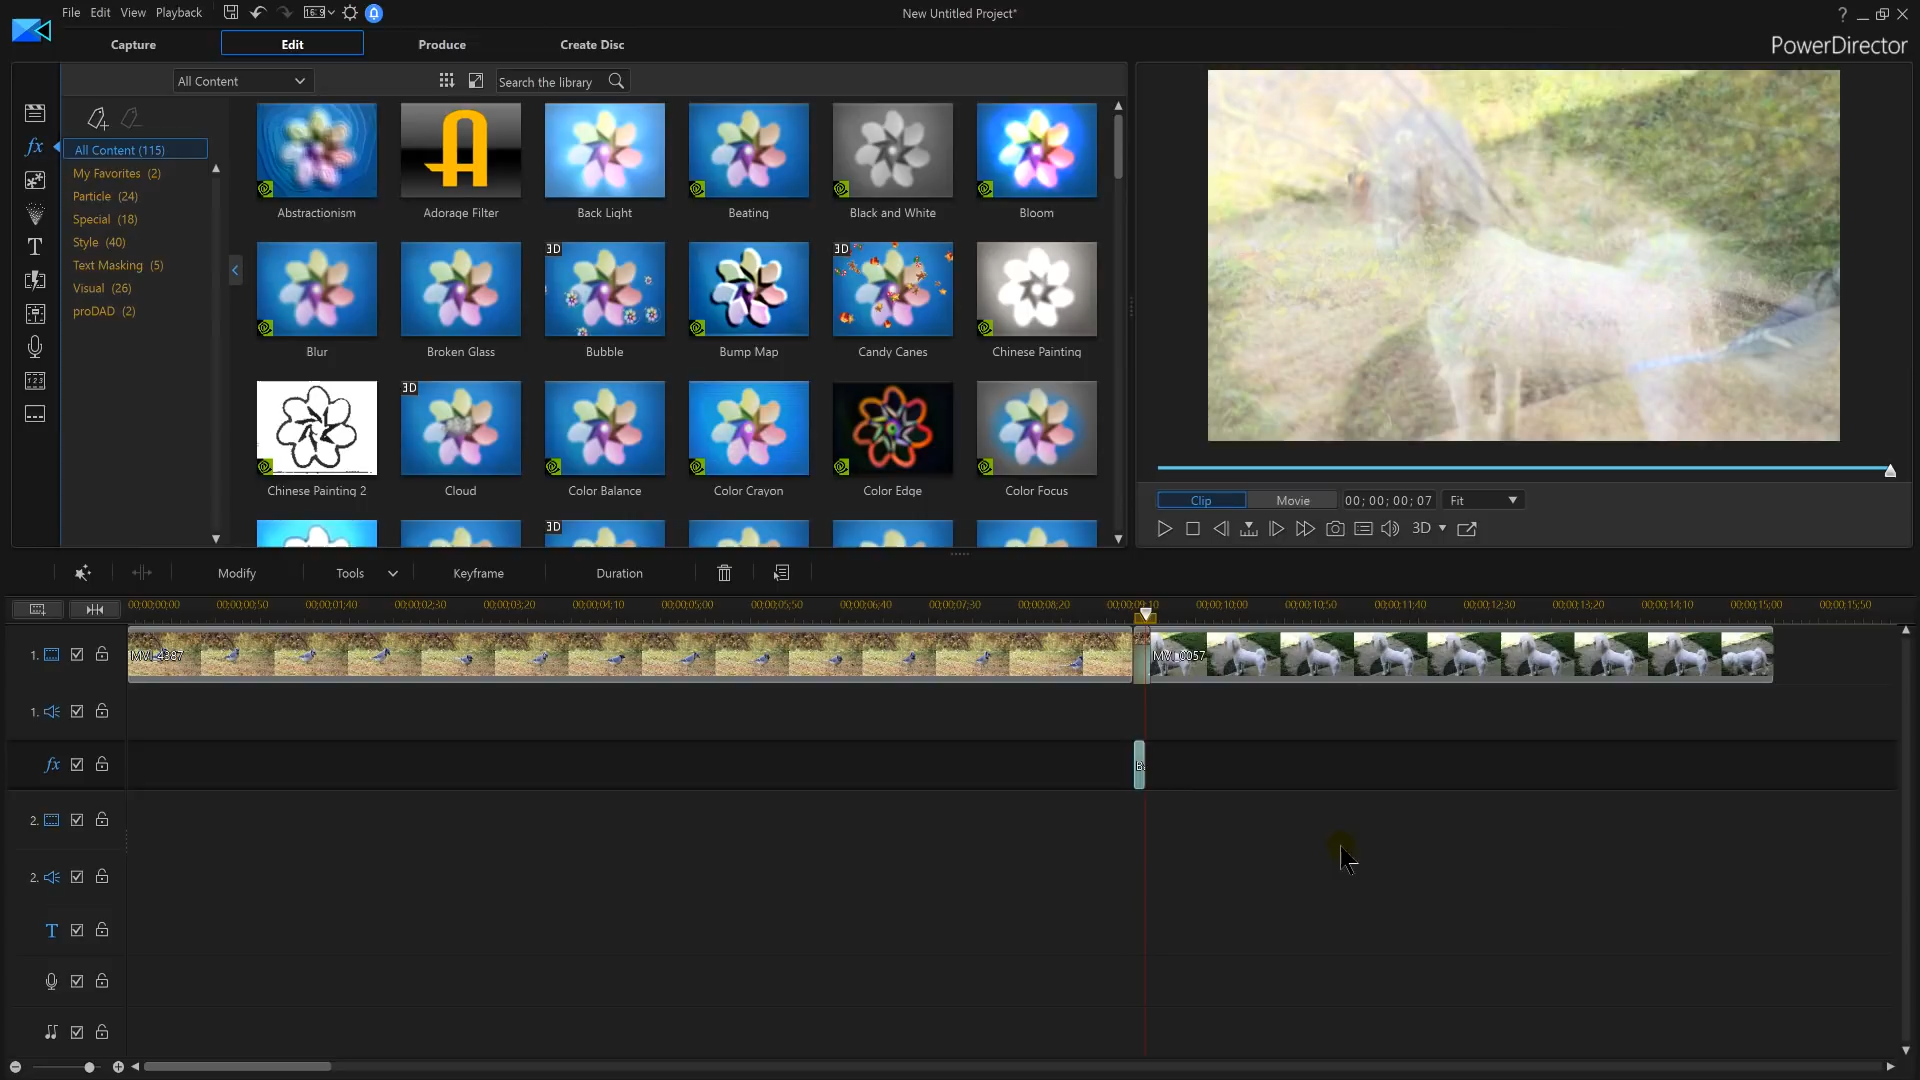 File Edit View Playback
16:9
New Untitled Project*
?
Capture Edit Produce Create Disc
PowerDirector
All Content
Search the library
All Content (115)
My Favorites (2)
Particle (24)
Special (18)
Style (40)
Text Masking (5)
Visual (26)
proDAD (2)
Abstractionism
Adorage Filter
Back Light
Beating
Black and White
Bloom
3D 3D
Blur
Broken Glass
Bubble
Bump Map
Candy Canes
Chinese Painting
3D
Chinese Painting 2
Cloud
Color Balance
Color Crayon
Color Edge
Color Focus
3D
Clip Movie 00; 00; 00; 07 Fit
3D
Modify Tools Keyframe Duration
00;00;00;00 00;00;00;50 00;00;01;40 00;00;02;30 00;00;03;20 00;00;04;10 00;00;05;00 00;00;05;50 00;00;06;40 00;00;07;30 00;00;08;20 00;00;09;10 00;00;10;00 00;00;10;50 00;00;11;40 00;00;12;30 00;00;13;20 00;00;14;10 00;00;15;00 00;00;15;50
1. MVI_4387 MVI_0057
1.
fx B.
2.
2.
T